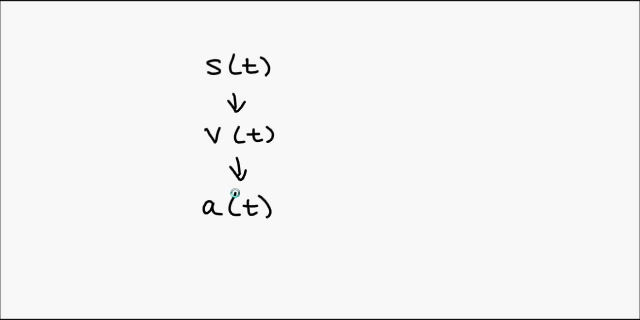 s(t)
↓
v(t)
↓
a(t)